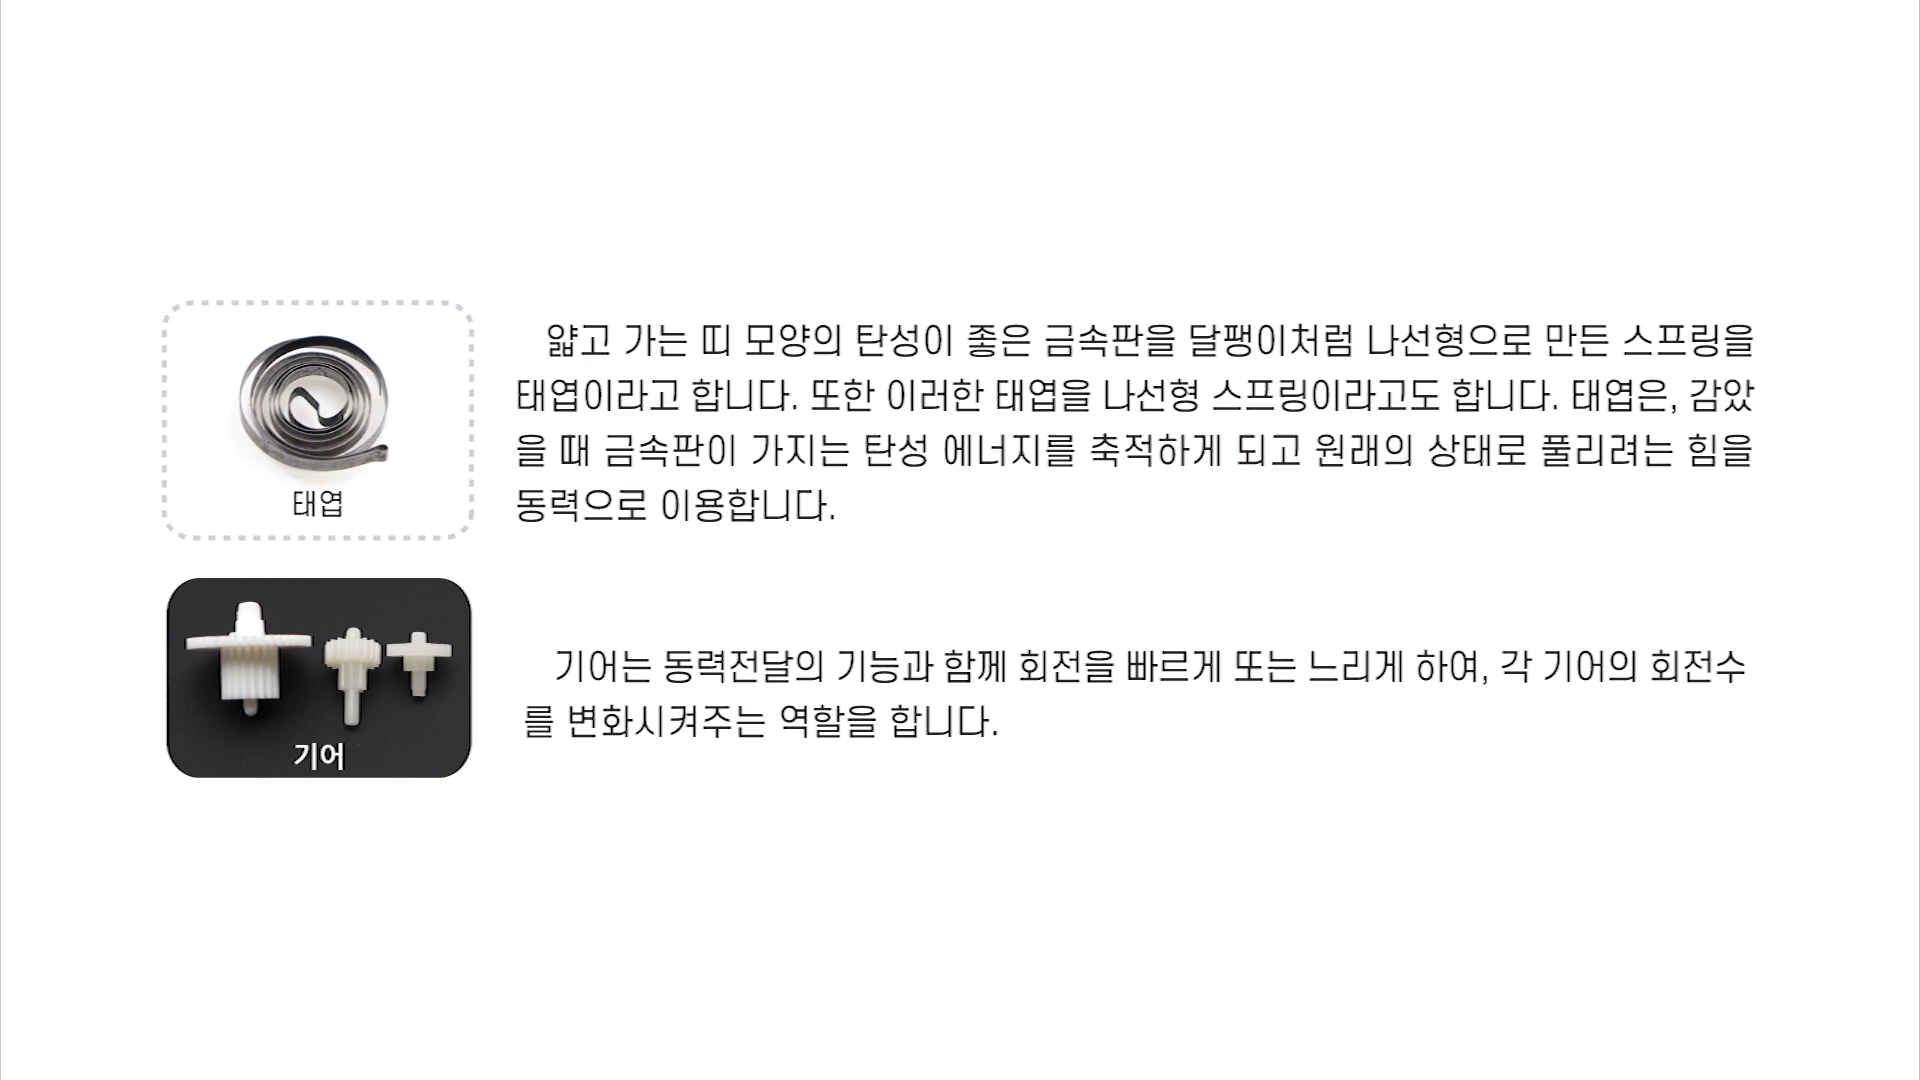 얇고 가는 띠 모양의 탄성이 좋은 금속판을 달팽이처럼 나선형으로 만든 스프링을
태엽이라고 합니다. 또한 이러한 태엽을 나선형 스프링이라고도 합니다. 태엽은, 감았
을 때 금속판이 가지는 탄성 에너지를 축적하게 되고 원래의 상태로 풀리려는 힘을
동력으로 이용합니다.
태엽
기어는 동력전달의 기능과 함께 회전을 빠르게 또는 느리게 하여, 각 기어의 회전수
를 변화시켜주는 역할을 합니다.
기어